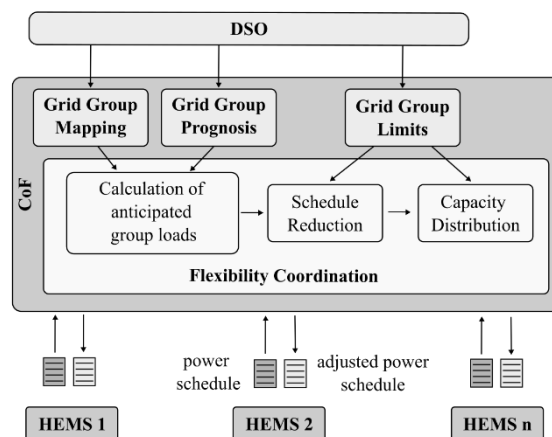 DSO
Grid Group
Mapping
Grid Group
Prognosis
Grid Group
Limits
CoF
Calculation of
anticipated
group loads
Schedule
Reduction
Capacity
Distribution
Flexibility Coordination
power
schedule
adjusted power
schedule
HEMS 1
HEMS 2
HEMS n